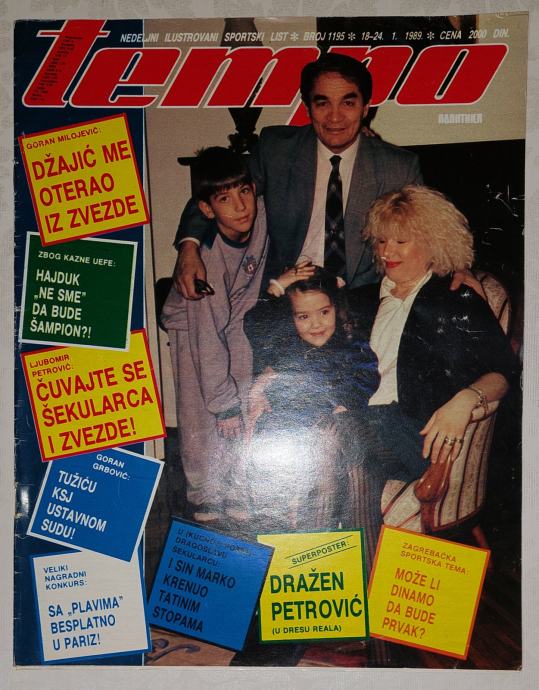 NEDELJNI ILUSTROVANI SPORTSKI LIST * BROJ 1195 * 18-24. 1. 1989. * CENA 2000 DIN.
tempo
ПОЛИТИКА
GORAN MILOJEVIĆ:
DŽAJIĆ ME
OTERAO
IZ ZVEZDE
ZBOG KAZNE UEFE:
HAJDUK
„NE SME”
DA BUDE
ŠAMPION?!
LJUBOMIR
PETROVIĆ:
ČUVAJTE SE
ŠEKULARCA
I ZVEZDE!
GORAN
GRBOVIĆ:
TUŽIĆU
KSJ
USTAVNOM
SUDU!
VELIKI
NAGRADNI
KONKURS:
SA „PLAVIMA”
BESPLATNO
U PARIZ!
DRAGOSLAVU
ŠEKULARCU:
I SIN MARKO
KRENUO
TATINIM
STOPAMA
SUPERPOSTER:
DRAŽEN
PETROVIĆ
(U DRESU REALA)
ZAGREBAČKA
SPORTSKA TEMA:
MOŽE LI
DINAMO
DA BUDE
PRVAK?